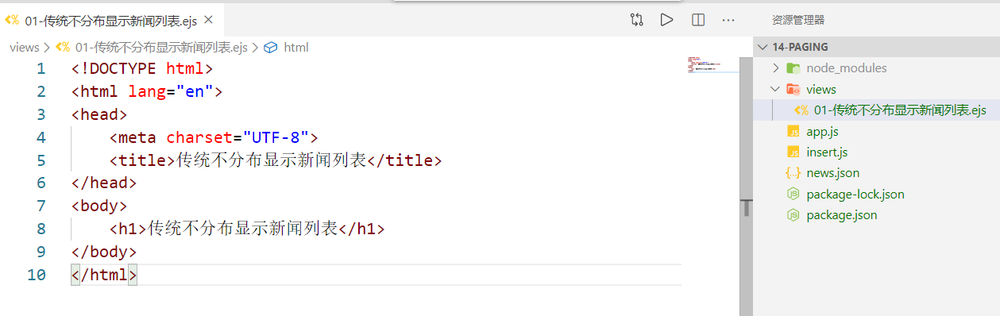 01-传统不分布显示新闻列表.ejs
资源管理器
views > 01-传统不分布显示新闻列表.ejs > html
1 <!DOCTYPE html>
2 <html lang="en">
3 <head>
4 <meta charset="UTF-8">
5 <title>传统不分布显示新闻列表</title>
6 </head>
7 <body>
8 <h1>传统不分布显示新闻列表</h1>
9 </body>
10 </html>
14-PAGING
node_modules
views
01-传统不分布显示新闻列表.ejs
app.js
insert.js
news.json
package-lock.json
package.json